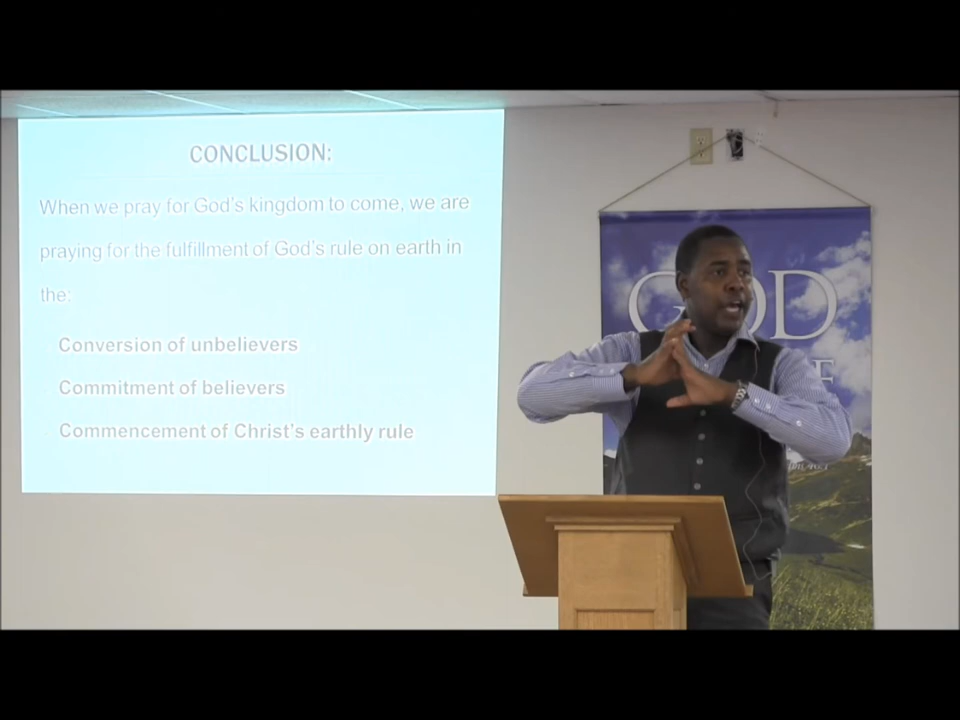 CONCLUSION:
When we pray for God's kingdom to come, we are
praying for the fulfillment of God's rule on earth in
the:
Conversion of unbelievers
Commitment of believers
Commencement of Christ's earthly rule